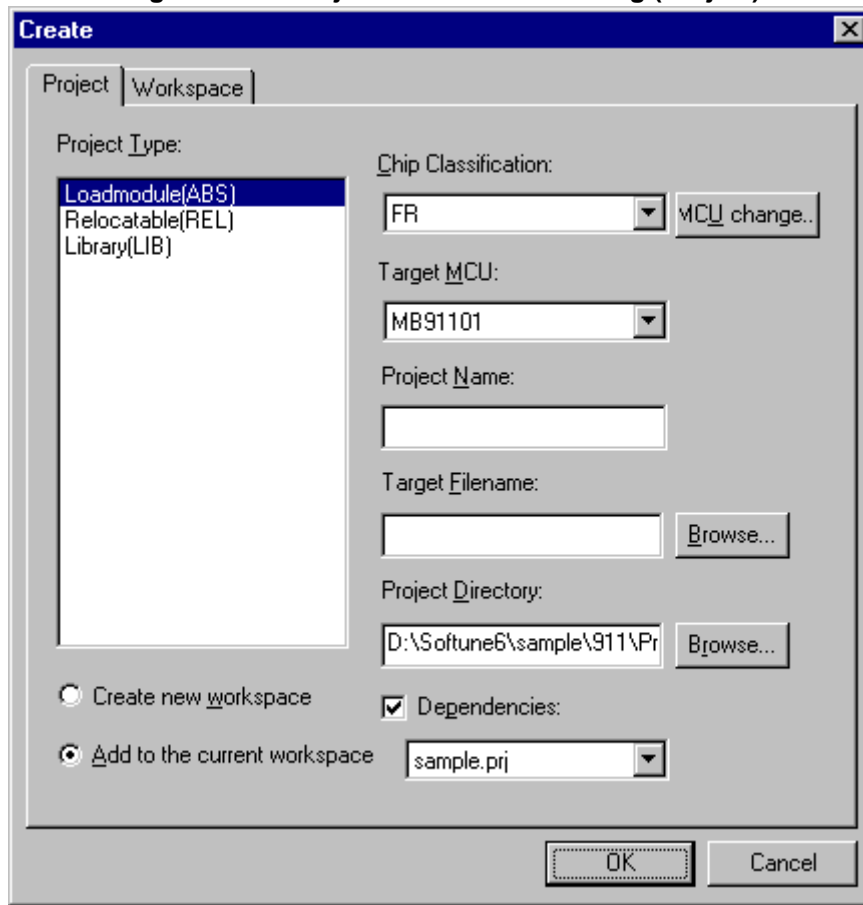 Create
Project Workspace
Project Type:
Loadmodule(ABS)
Relocatable(REL)
Library(LIB)
Create new workspace
Add to the current workspace
Chip Classification:
FR
MCU change..
Target MCU:
MB91101
Project Name:
Target Filename:
Browse...
Project Directory:
D:\Softune6\sample\911\Pr
Browse...
Dependencies:
sample.prj
OK Cancel